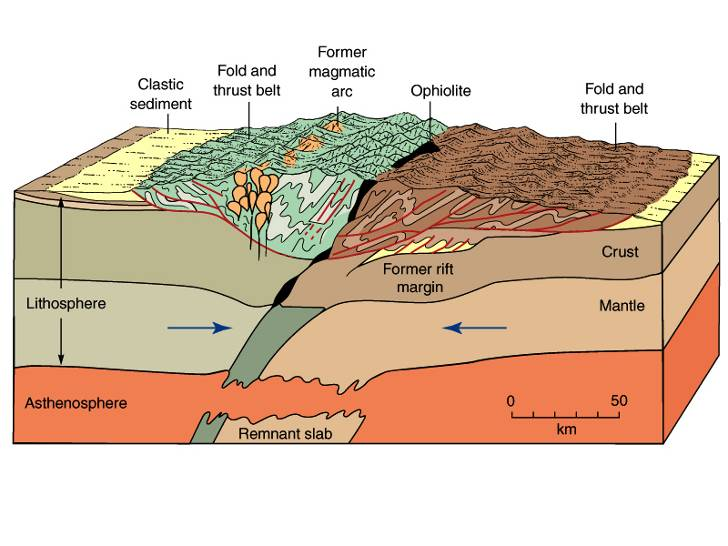 Clastic
sediment
Fold and
thrust belt
Former
magmatic
arc
Ophiolite
Fold and
thrust belt
Crust
Former rift
margin
Lithosphere
Mantle
Asthenosphere
0 50
km
Remnant slab